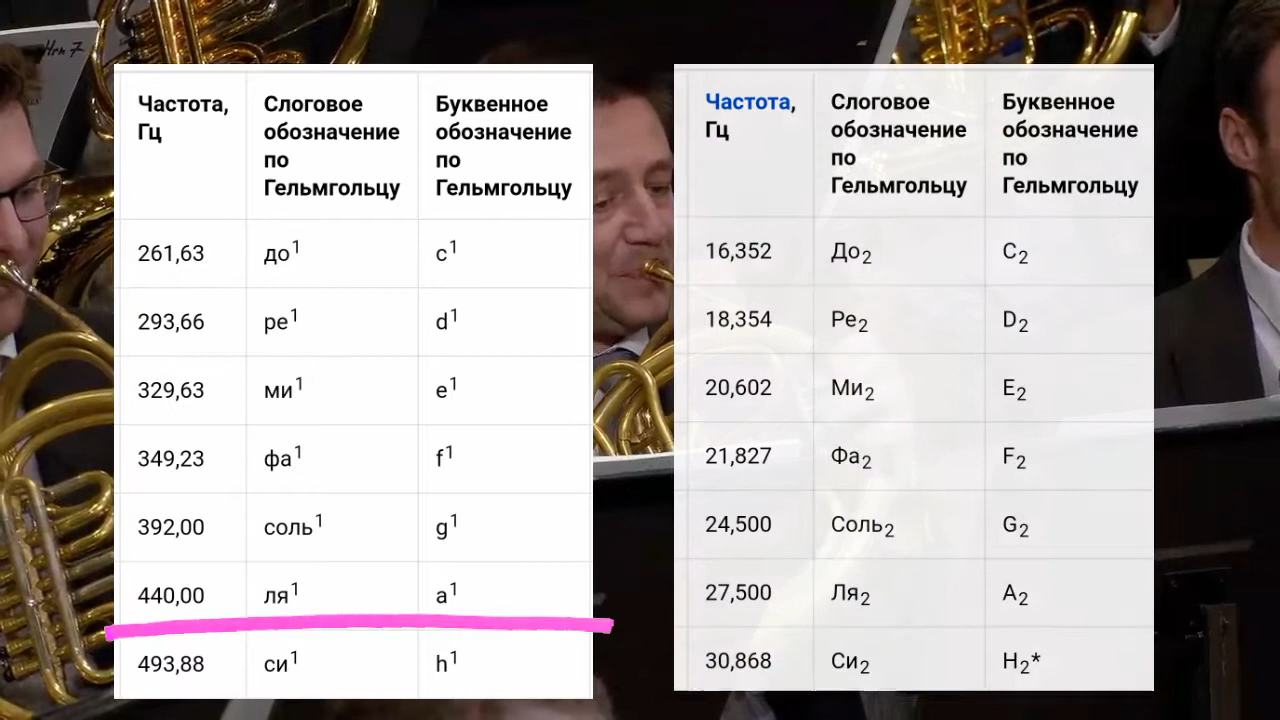 Hrn 7
Частота, Гц	Слоговое обозначение по Гельмгольцу	Буквенное обозначение по Гельмгольцу
261,63	до¹	c¹
293,66	ре¹	d¹
329,63	ми¹	e¹
349,23	фа¹	f¹
392,00	соль¹	g¹
440,00	ля¹	a¹
493,88	си¹	h¹
Частота, Гц	Слоговое обозначение по Гельмгольцу	Буквенное обозначение по Гельмгольцу
16,352	До₂	C₂
18,354	Ре₂	D₂
20,602	Ми₂	E₂
21,827	Фа₂	F₂
24,500	Соль₂	G₂
27,500	Ля₂	A₂
30,868	Си₂	H₂*